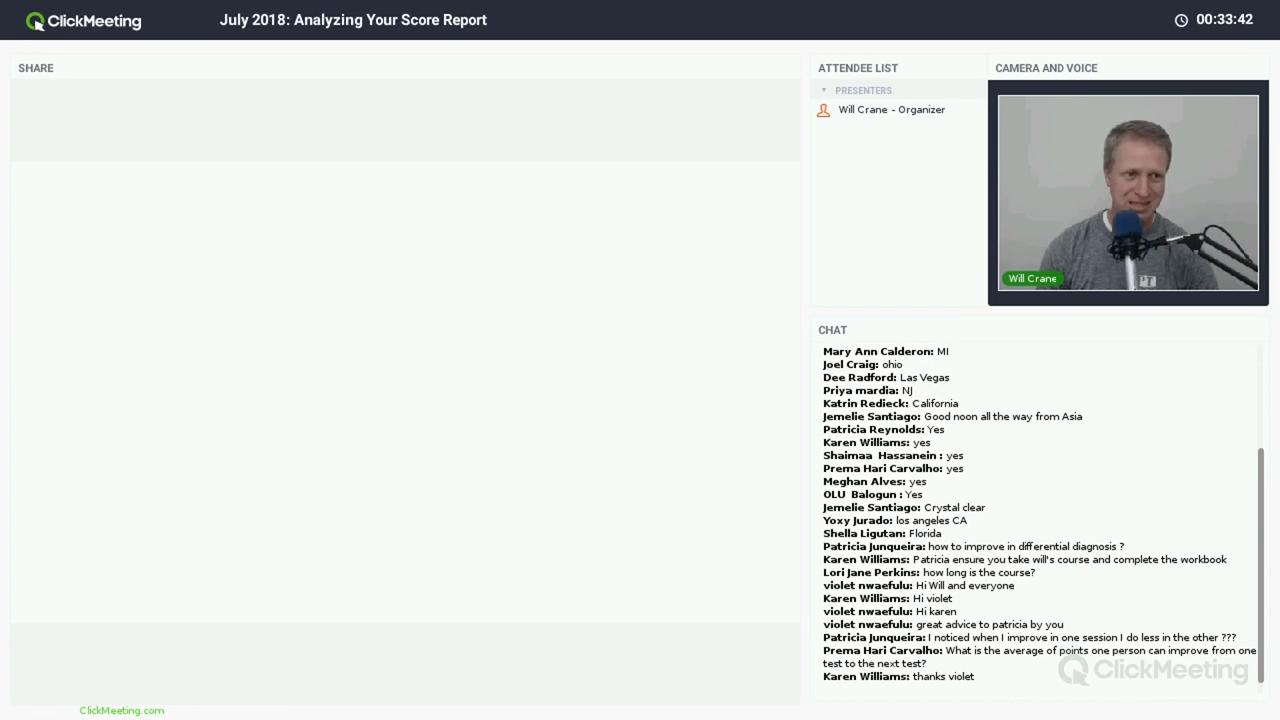 ClickMeeting
July 2018: Analyzing Your Score Report
00:33:42
SHARE
ATTENDEE LIST
CAMERA AND VOICE
PRESENTERS
Will Crane - Organizer
PT
Will Crane
CHAT
Mary Ann Calderon: MI
Joel Craig: ohio
Dee Radford: Las Vegas
Priya mardia: NJ
Katrin Redieck: California
Jemelie Santiago: Good noon all the way from Asia
Patricia Reynolds: Yes
Karen Williams: yes
Shaimaa Hassanein : yes
Prema Hari Carvalho: yes
Meghan Alves: yes
OLU Balogun : Yes
Jemelie Santiago: Crystal clear
Yoxy Jurado: los angeles CA
Shella Ligutan: Florida
Patricia Junqueira: how to improve in differential diagnosis ?
Karen Williams: Patricia ensure you take will's course and complete the workbook
Lori Jane Perkins: how long is the course?
violet nwaefulu: Hi Will and everyone
Karen Williams: Hi violet
violet nwaefulu: Hi karen
violet nwaefulu: great advice to patricia by you
Patricia Junqueira: I noticed when I improve in one session I do less in the other ???
Prema Hari Carvalho: What is the average of points one person can improve from one
test to the next test?
Karen Williams: thanks violet
ClickMeeting
ClickMeeting.com